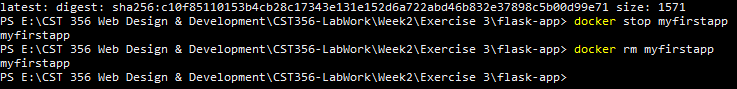 latest: digest: sha256:c10f85110153b4cb28c17343e131e152d6a722abd46b832e37898c5b00d99e71 size: 1571
PS E:\CST 356 Web Design & Development\CST356-LabWork\Week2\Exercise 3\flask-app> docker stop myfirstapp
myfirstapp
PS E:\CST 356 Web Design & Development\CST356-LabWork\Week2\Exercise 3\flask-app> docker rm myfirstapp
myfirstapp
PS E:\CST 356 Web Design & Development\CST356-LabWork\Week2\Exercise 3\flask-app>